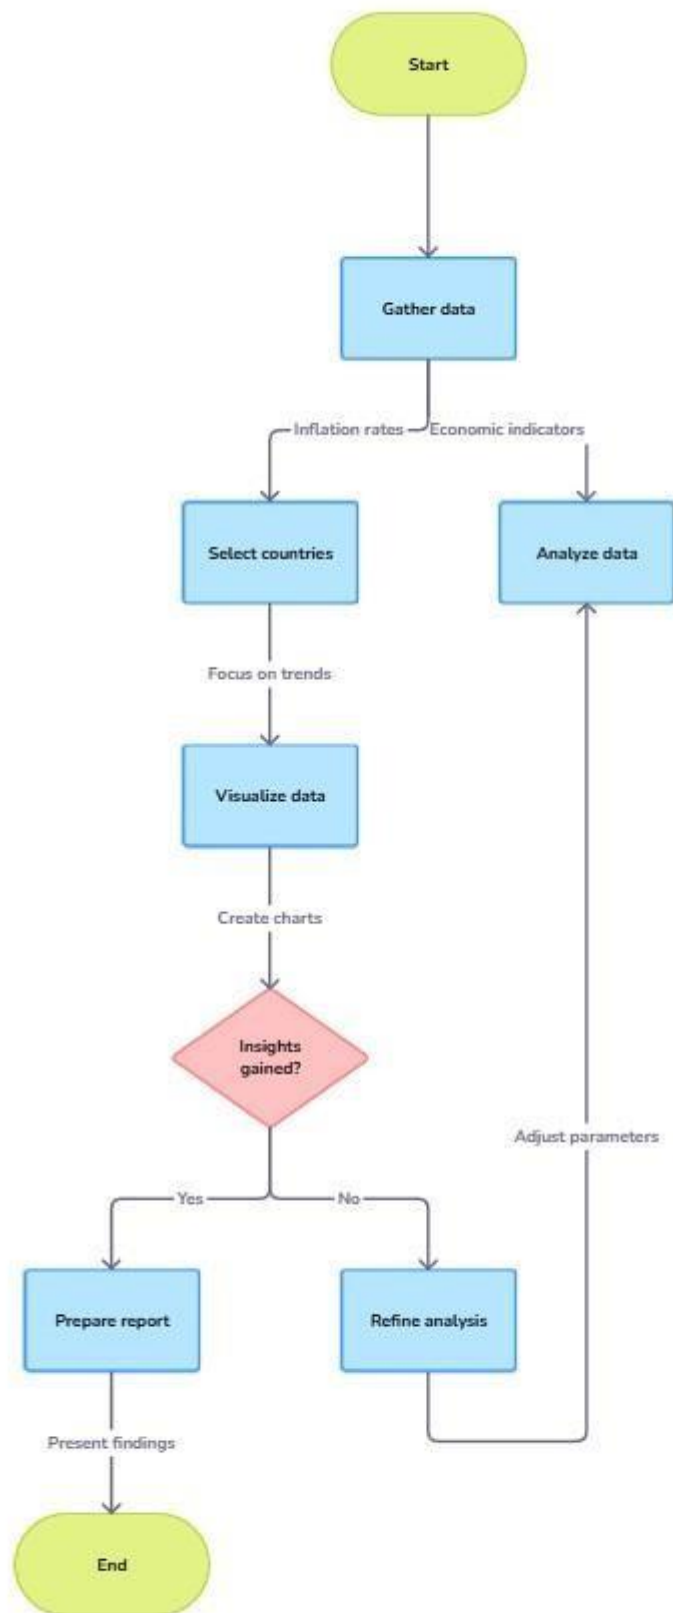 Start
Gather data
Inflation rates
Economic indicators
Select countries
Analyze data
Focus on trends
Visualize data
Create charts
Insights
gained?
Adjust parameters
Yes
No
Prepare report
Refine analysis
Present findings
End